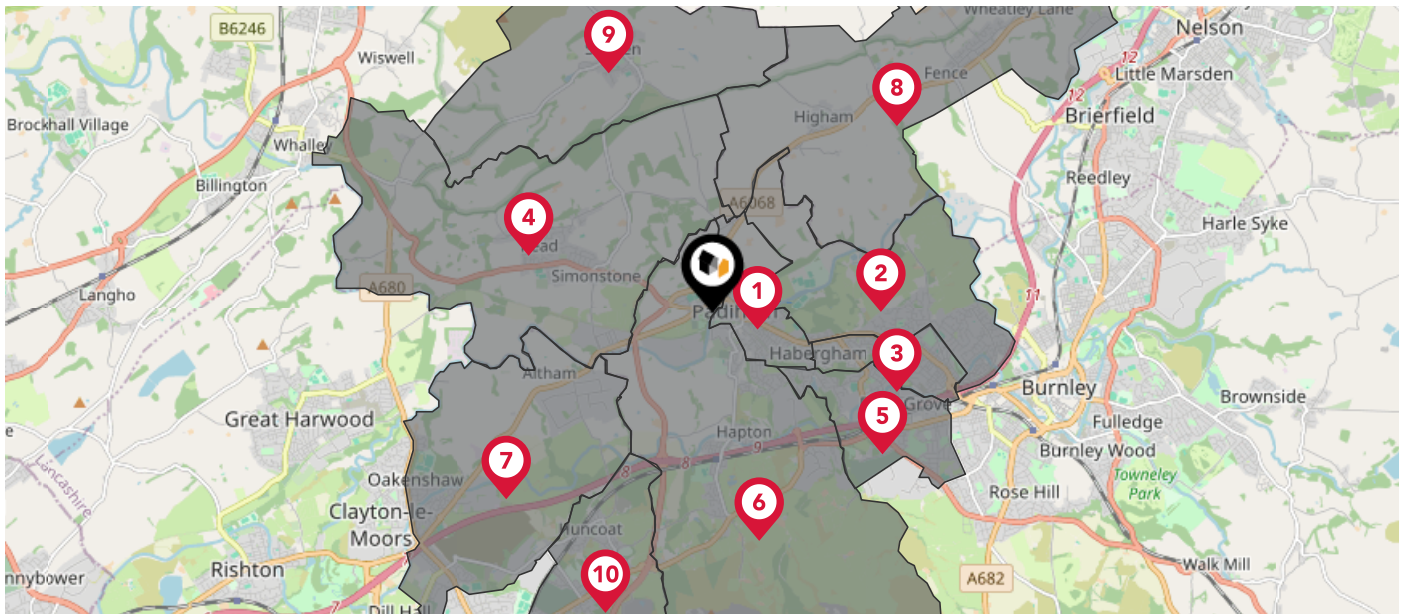 Wheatley Lane
Nelson
B6246
9
Wiswell
12
Fence
Little Marsden
8
12
Higham
Brierfield
Brockhall Village
Whalley
Reedley
Billington
A6068
4
Harle Syke
Simonstone
2
A680
1
Langho
11
Habergham
3
Altham
Burnley
Brownside
Grove
Great Harwood
5
Fulledge
Hapton
9
Burnley Wood
8
8
7
Lancashire
Oakenshaw
Towneley
Park
Rose Hill
6
Clayton-le-
Moors
Huncoat
Walk Mill
Rishton
10
A682
7